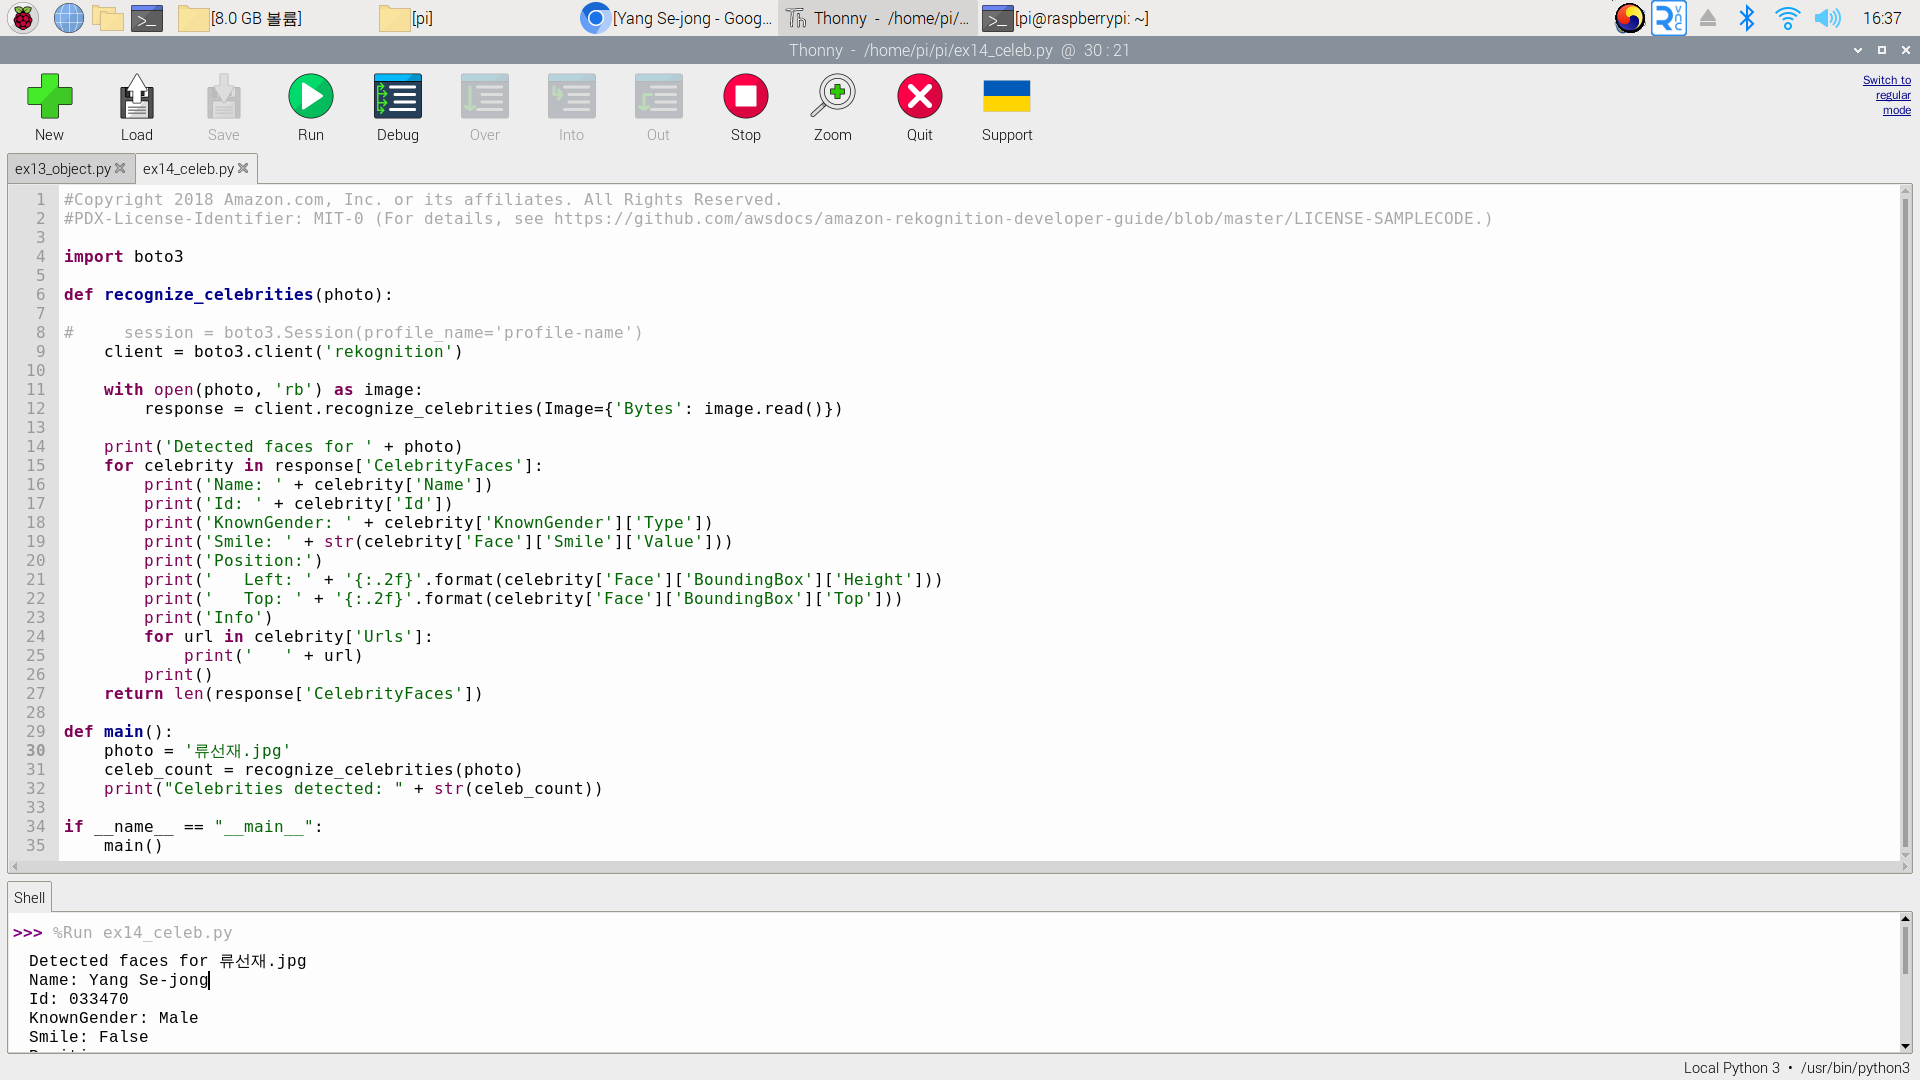 [8.0 GB 볼륨] [pi] [Yang Se-jong - Goog... Thonny - /home/pi/... [pi@raspberrypi: ~] 16:37
Thonny - /home/pi/pi/ex14_celeb.py @ 30 : 21
New Load Save Run Debug Over Into Out Stop Zoom Quit Support
Switch to
regular
mode
ex13_object.py ex14_celeb.py
1 #Copyright 2018 Amazon.com, Inc. or its affiliates. All Rights Reserved.
2 #PDX-License-Identifier: MIT-0 (For details, see https://github.com/awsdocs/amazon-rekognition-developer-guide/blob/master/LICENSE-SAMPLECODE.)
3
4 import boto3
5
6 def recognize_celebrities(photo):
7
8 #     session = boto3.Session(profile_name='profile-name')
9     client = boto3.client('rekognition')
10
11     with open(photo, 'rb') as image:
12         response = client.recognize_celebrities(Image={'Bytes': image.read()})
13
14     print('Detected faces for ' + photo)
15     for celebrity in response['CelebrityFaces']:
16         print('Name: ' + celebrity['Name'])
17         print('Id: ' + celebrity['Id'])
18         print('KnownGender: ' + celebrity['KnownGender']['Type'])
19         print('Smile: ' + str(celebrity['Face']['Smile']['Value']))
20         print('Position:')
21         print('   Left: ' + '{:.2f}'.format(celebrity['Face']['BoundingBox']['Height']))
22         print('   Top: ' + '{:.2f}'.format(celebrity['Face']['BoundingBox']['Top']))
23         print('Info')
24         for url in celebrity['Urls']:
25             print('   ' + url)
26         print()
27     return len(response['CelebrityFaces'])
28
29 def main():
30     photo = '류선재.jpg'
31     celeb_count = recognize_celebrities(photo)
32     print("Celebrities detected: " + str(celeb_count))
33
34 if __name__ == "__main__":
35     main()
Shell
>>> %Run ex14_celeb.py
Detected faces for 류선재.jpg
Name: Yang Se-jong
Id: 033470
KnownGender: Male
Smile: False
Local Python 3 • /usr/bin/python3